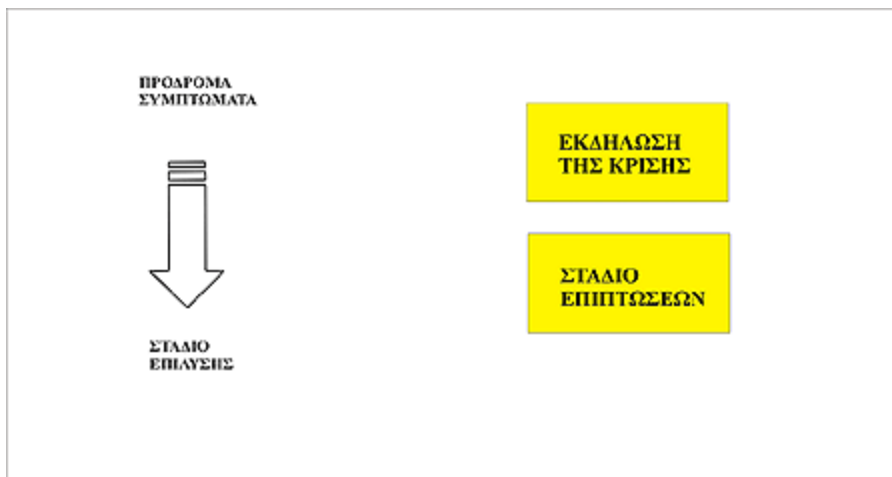 ΠΡΟΔΡΟΜΑ
ΣΥΜΠΤΩΜΑΤΑ
ΣΤΑΔΙΟ
ΕΠΙΛΥΣΗΣ
ΕΚΔΗΛΩΣΗ
ΤΗΣ ΚΡΙΣΗΣ
ΣΤΑΔΙΟ
ΕΠΙΠΤΩΣΕΩΝ